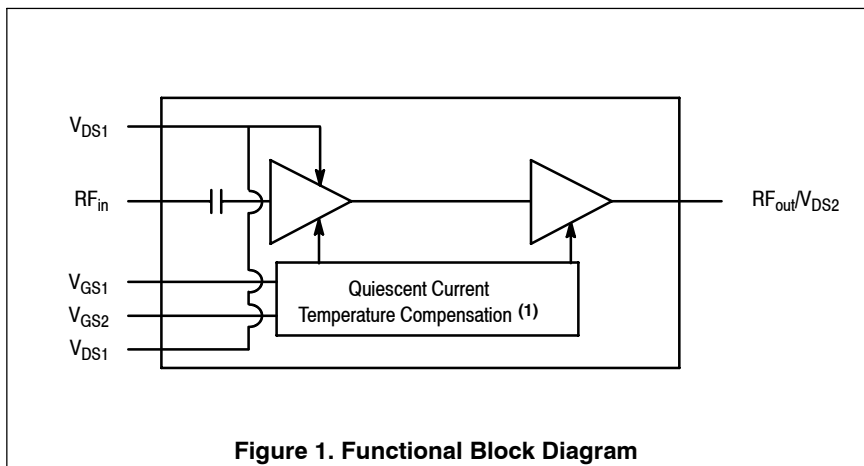 V_DS1
RF_in
RF_out/V_DS2
V_GS1
Quiescent Current
Temperature Compensation (1)
V_GS2
V_DS1
Figure 1. Functional Block Diagram